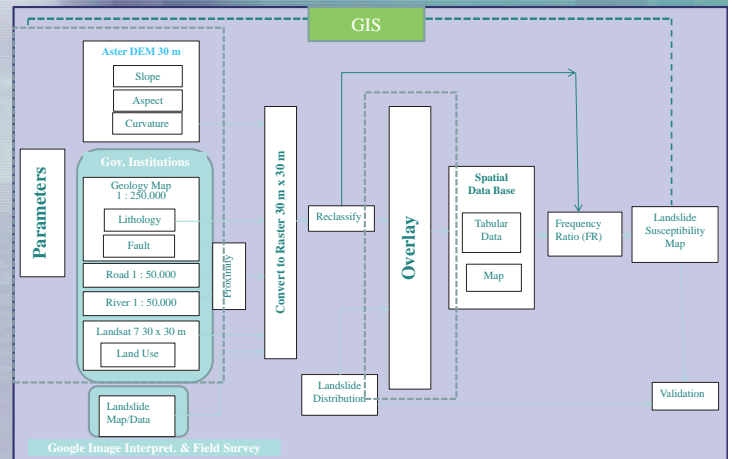 GIS
Aster DEM 30 m
Slope
Aspect
Curvature
Gov. Institutions
Geology Map
1 : 250.000
Lithology
Fault
Road 1 : 50.000
River 1 : 50.000
Landsat 7 30 x 30 m
Land Use
Landslide
Map/Data
Google Image Interpret. & Field Survey
Parameters
Proximity
Convert to Raster 30 m x 30 m
Reclassify
Landslide
Distribution
Overlay
Spatial
Data Base
Tabular
Data
Map
Frequency
Ratio (FR)
Landslide
Susceptibility
Map
Validation